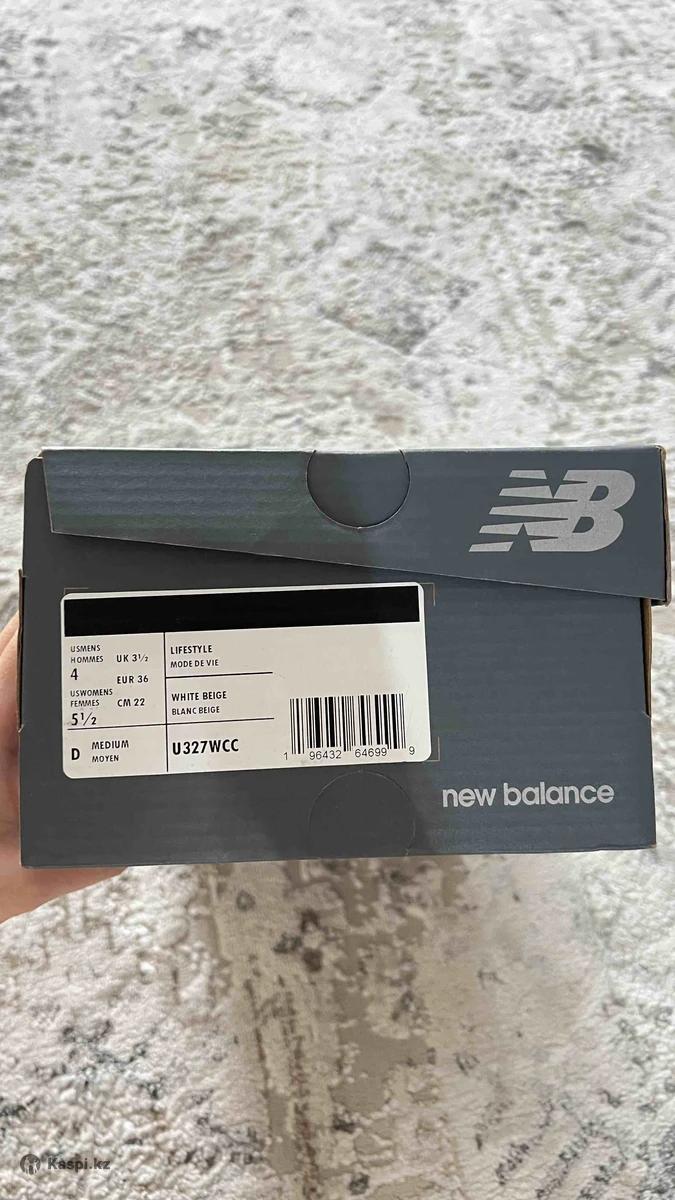 NB
USMENS
HOMMES
4
UK 3½
EUR 36
USWOMENS
FEMMES
CM 22
5½
D MEDIUM
MOYEN
LIFESTYLE
MODE DE VIE
WHITE BEIGE
BLANC BEIGE
U327WCC
1 96432 64699 9
new balance
Kaspi.kz